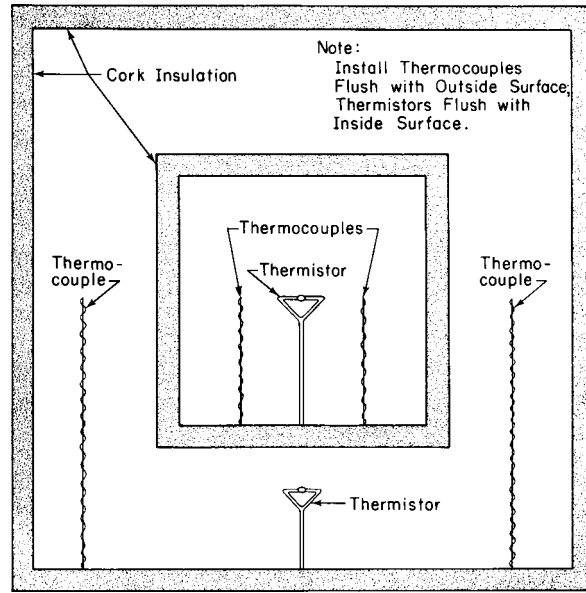 Note:
Install Thermocouples
Flush with Outside Surface;
Thermistors Flush with
Inside Surface.
Cork Insulation
Thermocouples
Thermistor
Thermo-
couple
Thermo-
couple
Thermistor